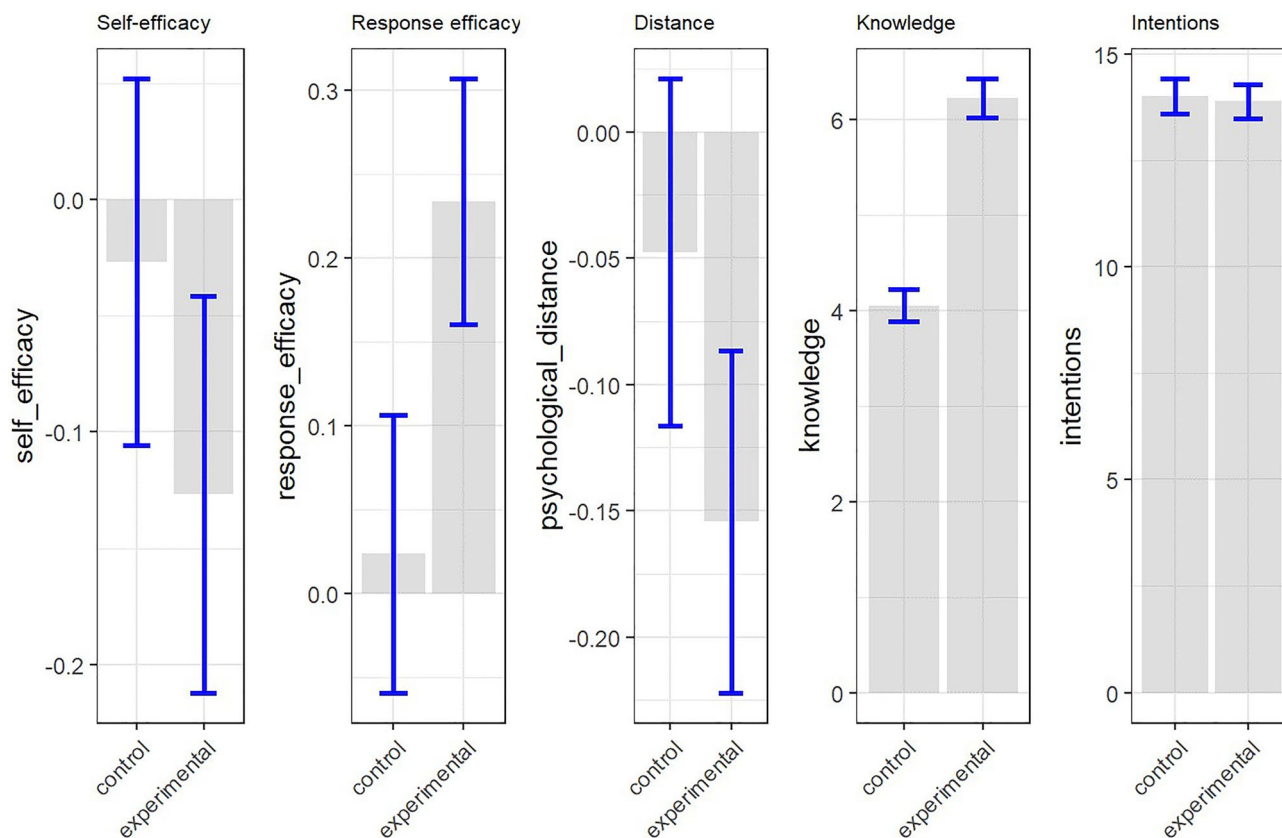 Self-efficacy
Response efficacy
Distance
Knowledge
Intentions
self_efficacy
0.0
-0.1
-0.2
control
experimental
response_efficacy
0.3
0.2
0.1
0.0
control
experimental
psychological_distance
0.00
-0.05
-0.10
-0.15
-0.20
control
experimental
knowledge
6
4
2
0
control
experimental
intentions
15
10
5
0
control
experimental